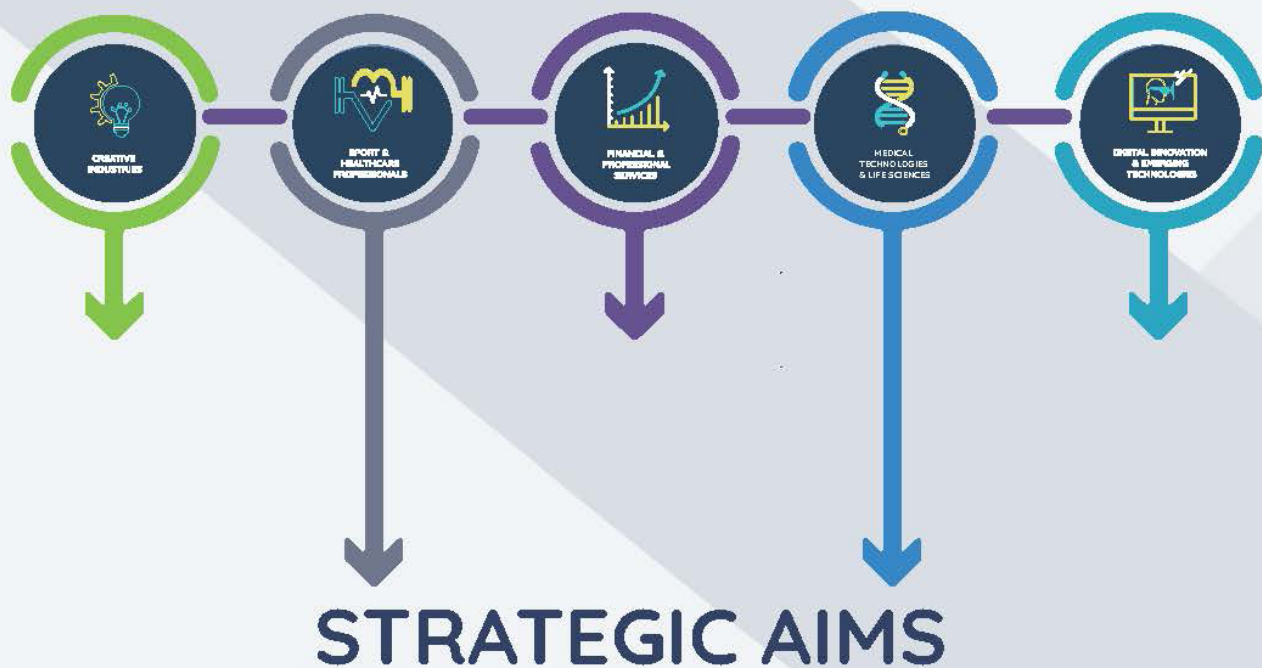 CREATIVE
INDUSTRIES
SPORT &
HEALTHCARE
PROFESSIONALS
FINANCIAL &
PROFESSIONAL
SERVICES
MEDICAL
TECHNOLOGIES
& LIFE SCIENCES
DIGITAL INNOVATION
& EMERGING
TECHNOLOGIES
STRATEGIC AIMS